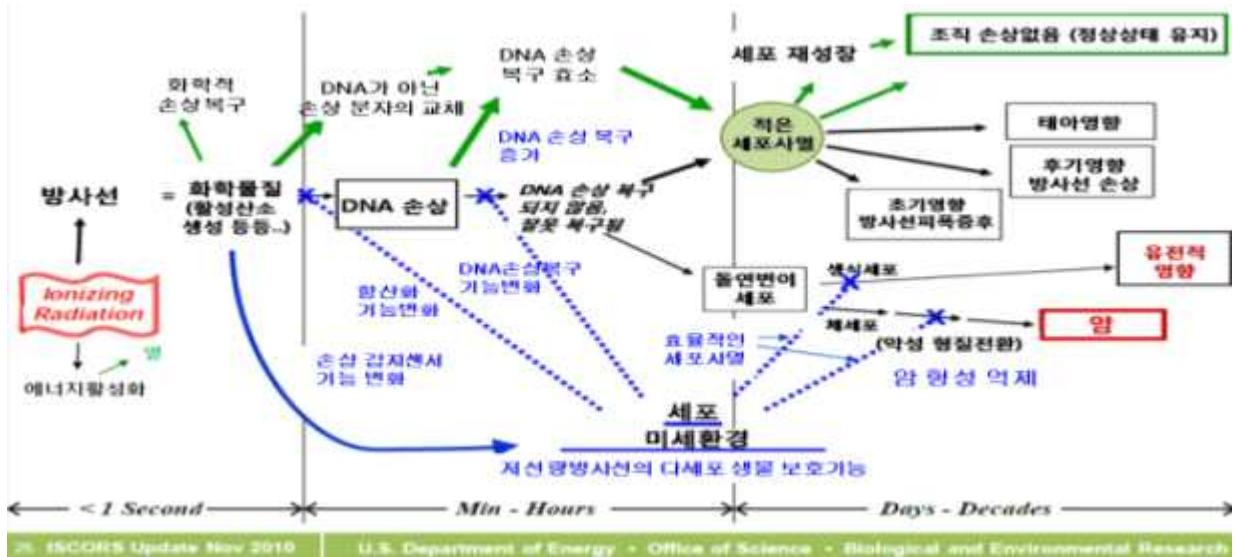 조직 손상없음 (정상상태 유지)
세포 재성장
DNA 손상
복구 효소
DNA가 아닌
손상 분자의 교체
화학적
손상복구
적은
세포사멸
태아영향
후기영향
방사선 손상
조기영향
방사선피폭증후
DNA 손상 복구
증가
방사선
=
화학물질
(활성산소
생성 등등..)
DNA 손상
DNA 손상 복구
되지 않음,
잘못 복구됨
Ionizing
Radiation
열
에너지활성화
항산화
기능변화
DNA손상복구
기능변화
손상 감지센서
기능 변화
돌연변이
세포
생식세포
유전적
영향
체세포
(악성 형질전환)
암
효율적인
세포사멸
암 형성 억제
세포
미세환경
저선량방사선의 다세포 생물 보호기능
< 1 Second
Min - Hours
Days - Decades
ISCORS Update Nov 2010
U.S. Department of Energy • Office of Science • Biological and Environmental Research